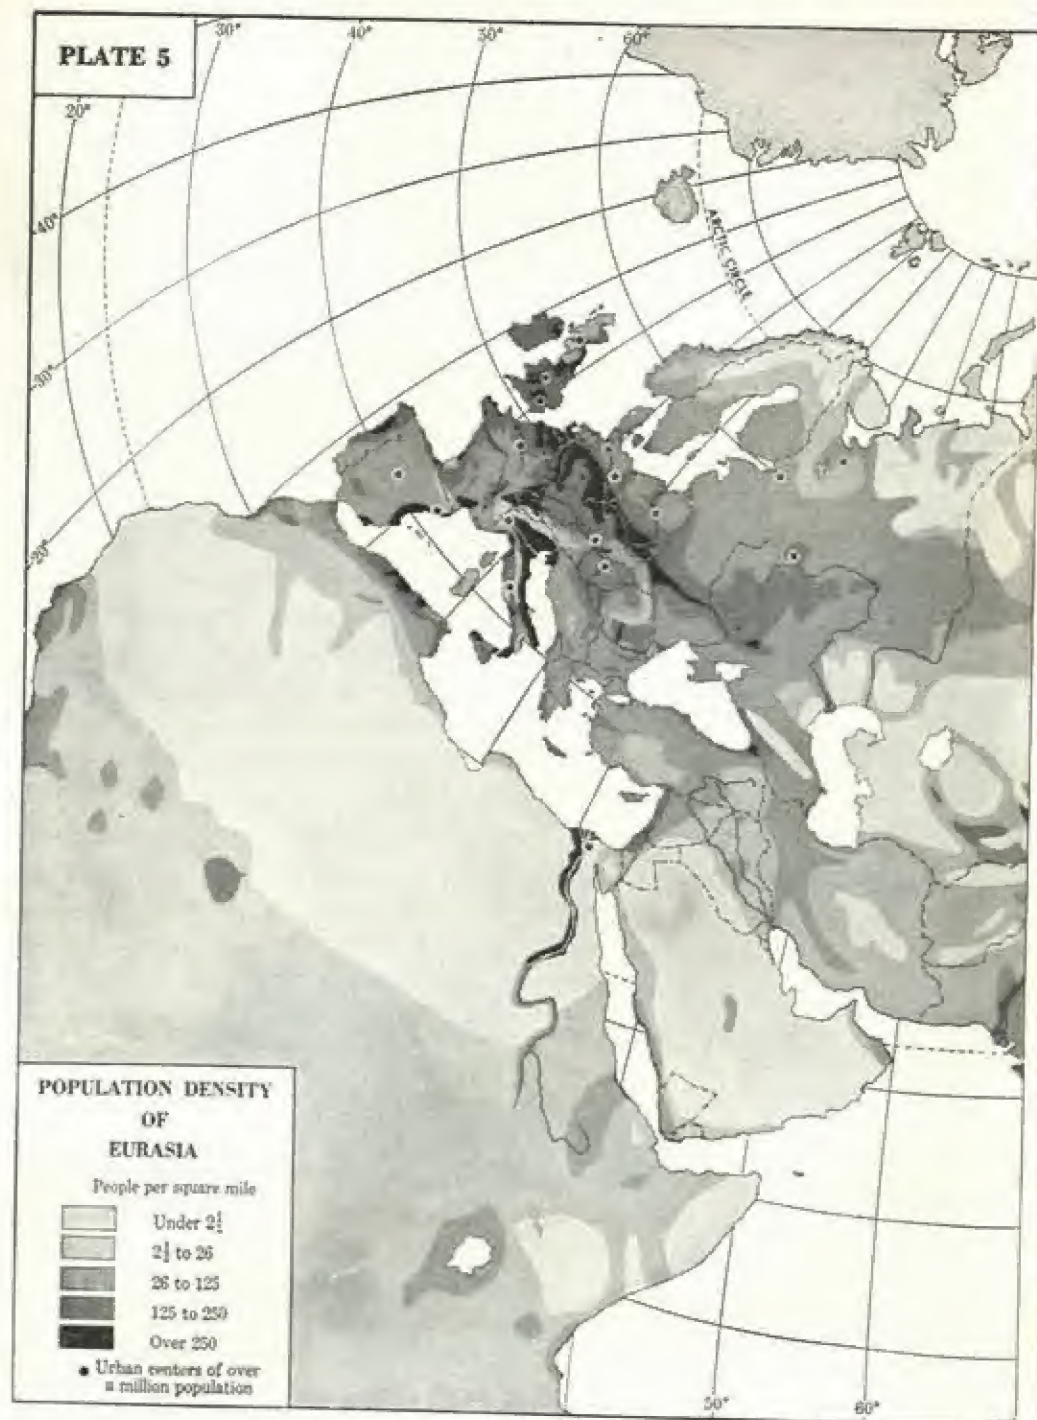 PLATE 5
30°
40°
50°
60°
20°
40°
ARCTIC CIRCLE
30°
20°
POPULATION DENSITY
OF
EURASIA
People per square mile
Under 2½
2½ to 26
26 to 125
125 to 250
Over 250
Urban centers of over
a million population
50°
60°